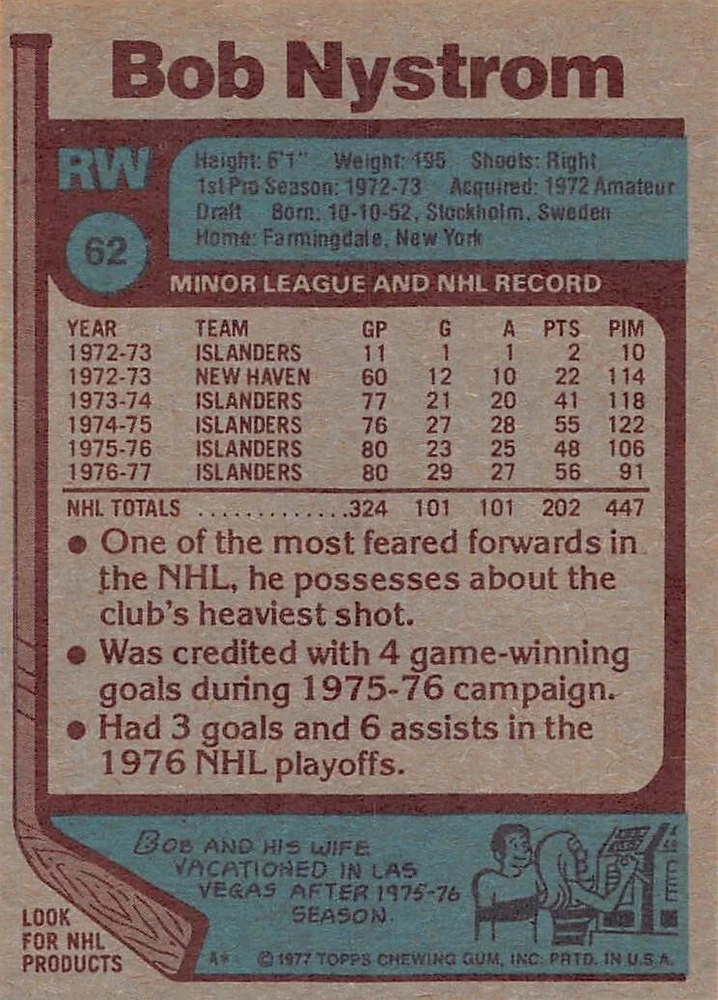 Bob Nystrom
RW
Height: 6'1" Weight: 195 Shoots: Right
1st Pro Season: 1972-73 Acquired: 1972 Amateur
Draft Born: 10-10-52, Stockholm, Sweden
Home: Farmingdale, New York
62
MINOR LEAGUE AND NHL RECORD
YEAR TEAM GP G A PTS PIM
1972-73 ISLANDERS 11 1 1 2 10
1972-73 NEW HAVEN 60 12 10 22 114
1973-74 ISLANDERS 77 21 20 41 118
1974-75 ISLANDERS 76 27 28 55 122
1975-76 ISLANDERS 80 23 25 48 106
1976-77 ISLANDERS 80 29 27 56 91
NHL TOTALS .............324 101 101 202 447
● One of the most feared forwards in
the NHL, he possesses about the
club's heaviest shot.
● Was credited with 4 game-winning
goals during 1975-76 campaign.
● Had 3 goals and 6 assists in the
1976 NHL playoffs.
BOB AND HIS WIFE
VACATIONED IN LAS
VEGAS AFTER 1975-76
SEASON.
LOOK
FOR NHL
PRODUCTS
A* © 1977 TOPPS CHEWING GUM, INC. PRTD. IN U.S.A.